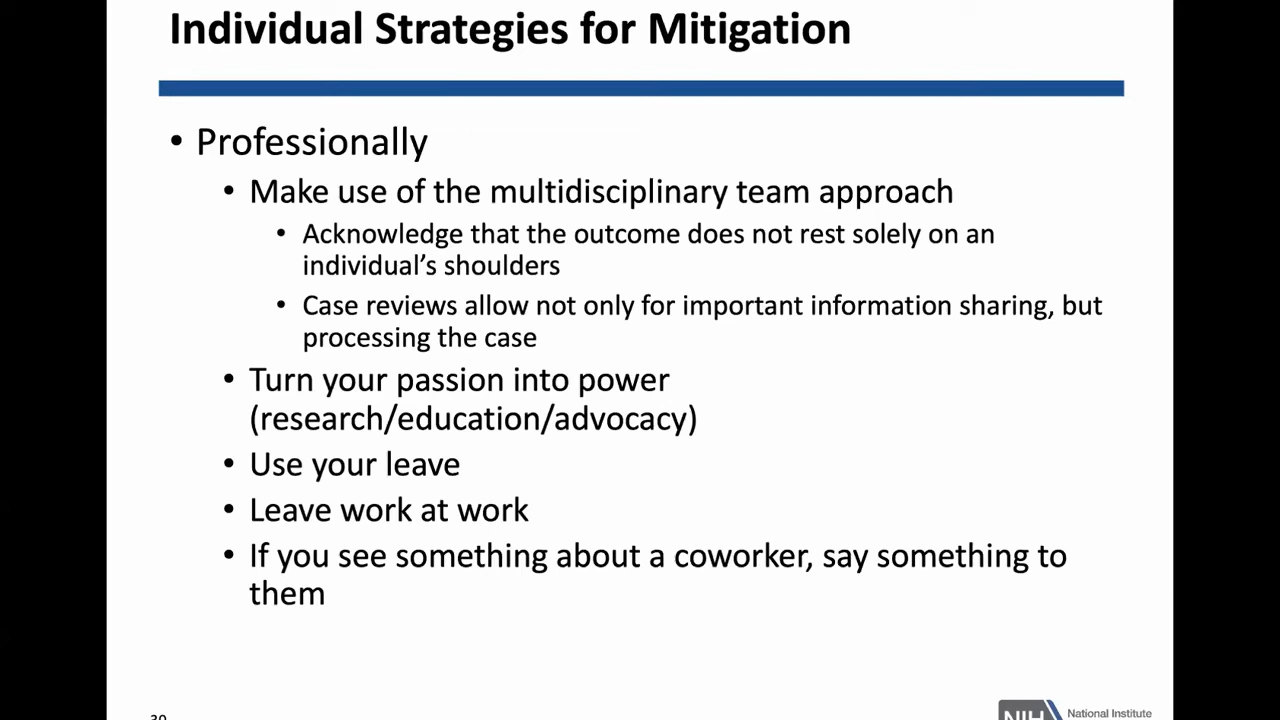 Individual Strategies for Mitigation
• Professionally
• Make use of the multidisciplinary team approach
• Acknowledge that the outcome does not rest solely on an
individual’s shoulders
• Case reviews allow not only for important information sharing, but
processing the case
• Turn your passion into power
(research/education/advocacy)
• Use your leave
• Leave work at work
• If you see something about a coworker, say something to
them
30
NIH
National Institute